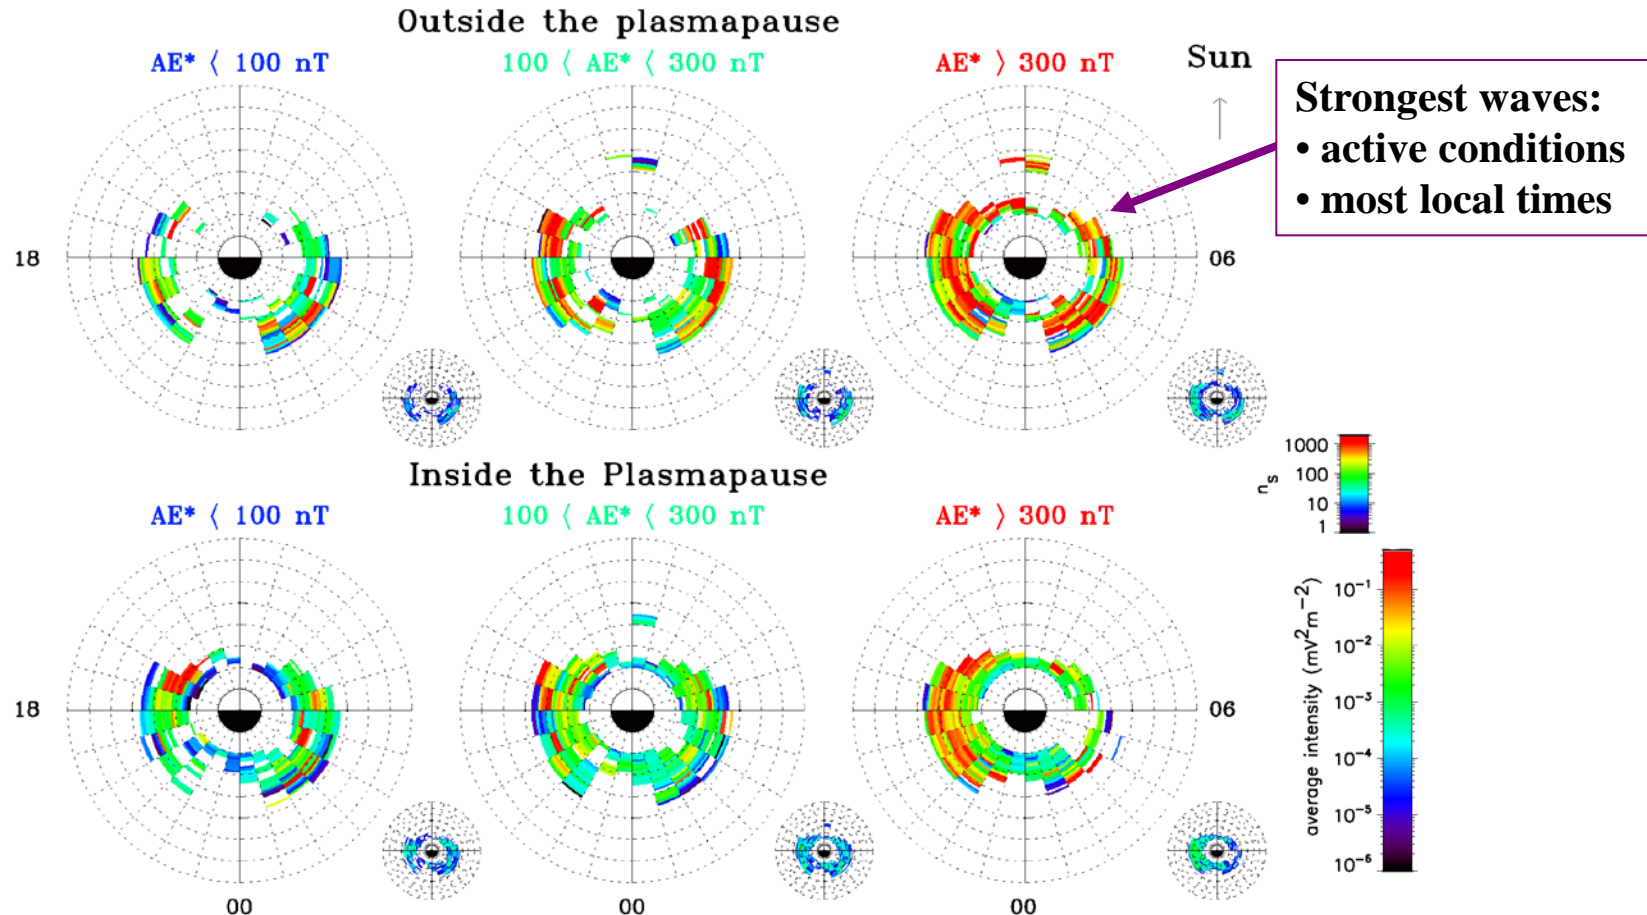 Outside the plasmapause
AE* ⟨ 100 nT
100 ⟨ AE* ⟨ 300 nT
AE* ⟩ 300 nT
Sun
Strongest waves:
• active conditions
• most local times
18
06
Inside the Plasmapause
AE* ⟨ 100 nT
100 ⟨ AE* ⟨ 300 nT
AE* ⟩ 300 nT
18
06
00
00
00
n_s
1000
100
10
1
average intensity (mV²m⁻²)
10⁻¹
10⁻²
10⁻³
10⁻⁴
10⁻⁵
10⁻⁶